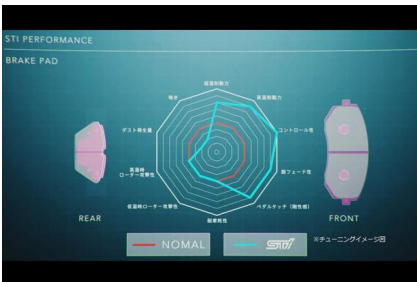 STI PERFORMANCE
BRAKE PAD
低温制動力
鳴き
高温制動力
ダスト発生量
コントロール性
高温時
ローター攻撃性
耐フェード性
低温時ローター攻撃性
ペダルタッチ（剛性感）
耐摩耗性
REAR
FRONT
NOMAL
STI
※チューニングイメージ図